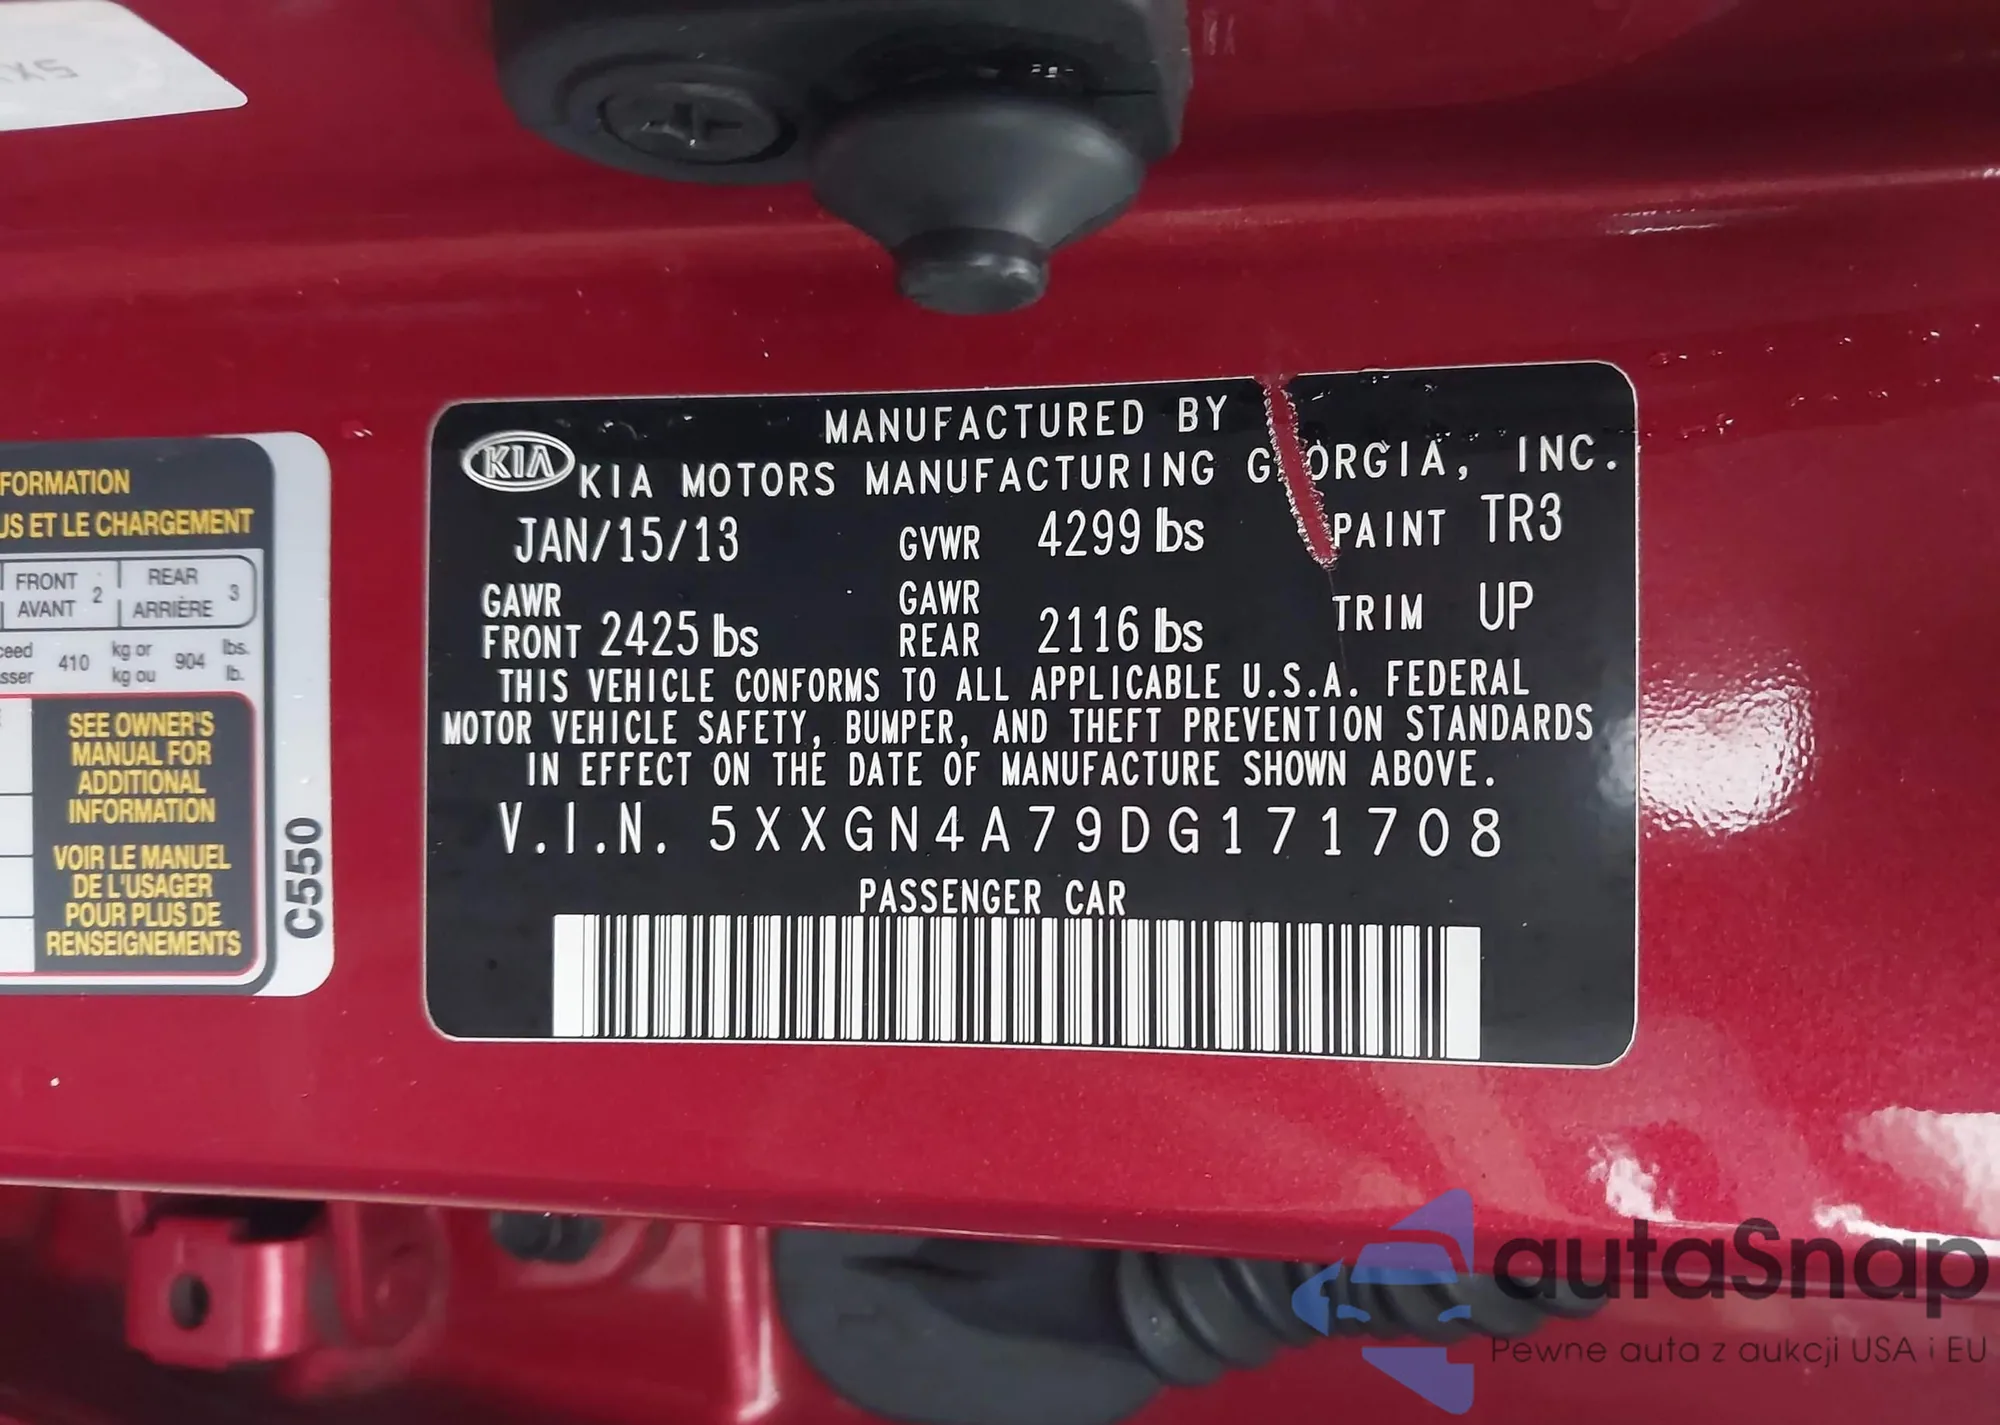 XS
FORMATION
US ET LE CHARGEMENT
FRONT 2 REAR 3
AVANT ARRIÈRE
410 kg or 904 lbs.
kg ou lb.
SEE OWNER'S
MANUAL FOR
ADDITIONAL
INFORMATION
VOIR LE MANUEL
DE L'USAGER
POUR PLUS DE
RENSEIGNEMENTS
C550
MANUFACTURED BY
KIA KIA MOTORS MANUFACTURING GEORGIA, INC.
JAN/15/13 GVWR 4299 lbs PAINT TR3
GAWR FRONT 2425 lbs GAWR REAR 2116 lbs TRIM UP
THIS VEHICLE CONFORMS TO ALL APPLICABLE U.S.A. FEDERAL
MOTOR VEHICLE SAFETY, BUMPER, AND THEFT PREVENTION STANDARDS
IN EFFECT ON THE DATE OF MANUFACTURE SHOWN ABOVE.
V.I.N. 5XXGN4A79DG171708
PASSENGER CAR
autaSnap
Pewne auta z aukcji USA i EU